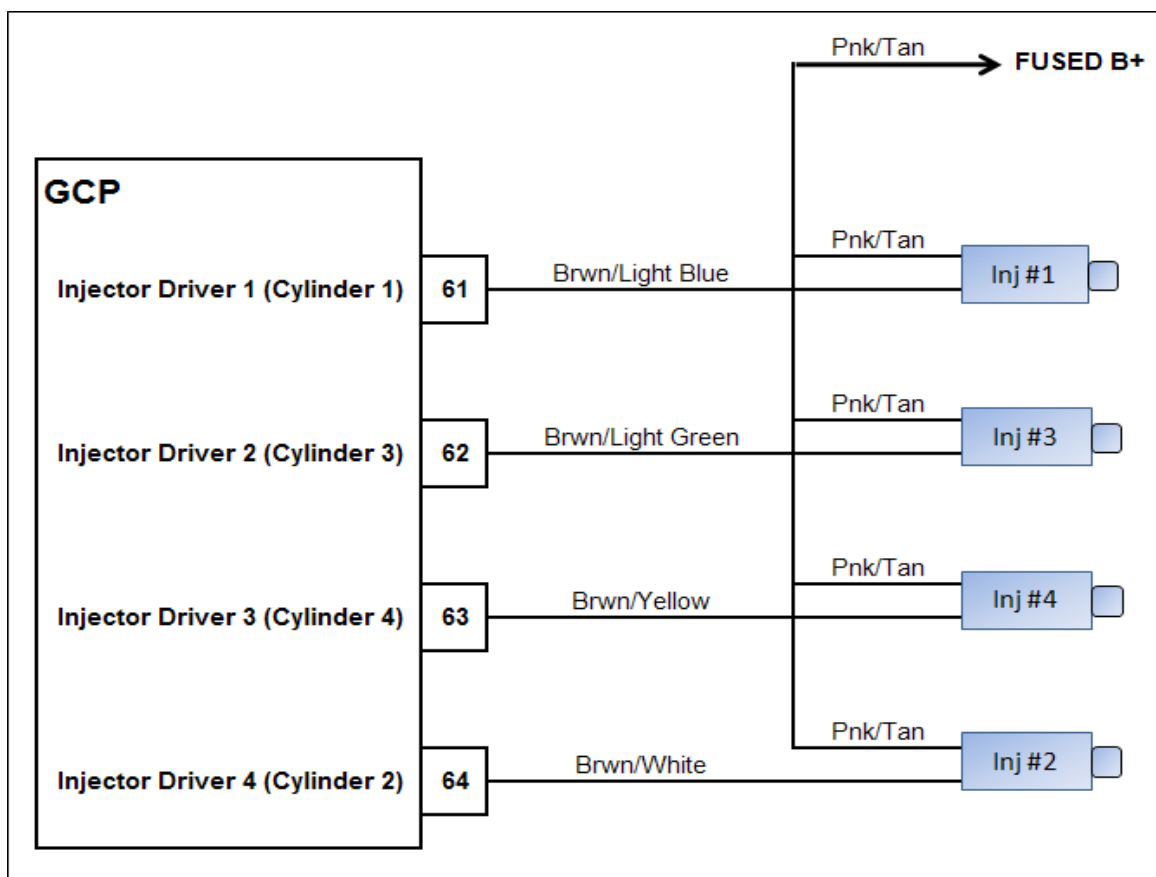 Pnk/Tan
FUSED B+
GCP
Pnk/Tan
Injector Driver 1 (Cylinder 1)
61
Brwn/Light Blue
Inj #1
Pnk/Tan
Injector Driver 2 (Cylinder 3)
62
Brwn/Light Green
Inj #3
Pnk/Tan
Injector Driver 3 (Cylinder 4)
63
Brwn/Yellow
Inj #4
Pnk/Tan
Injector Driver 4 (Cylinder 2)
64
Brwn/White
Inj #2